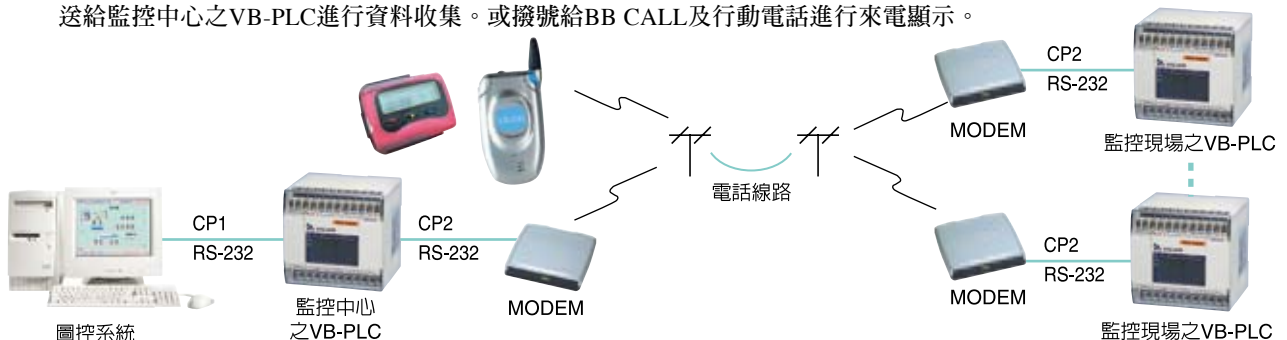 送給監控中心之VB-PLC進行資料收集。或撥號給BB CALL及行動電話進行來電顯示。
CP2
RS-232
MODEM
監控現場之VB-PLC
電話線路
CP1
RS-232
CP2
RS-232
MODEM
圖控系統
監控中心
之VB-PLC
CP2
RS-232
MODEM
監控現場之VB-PLC